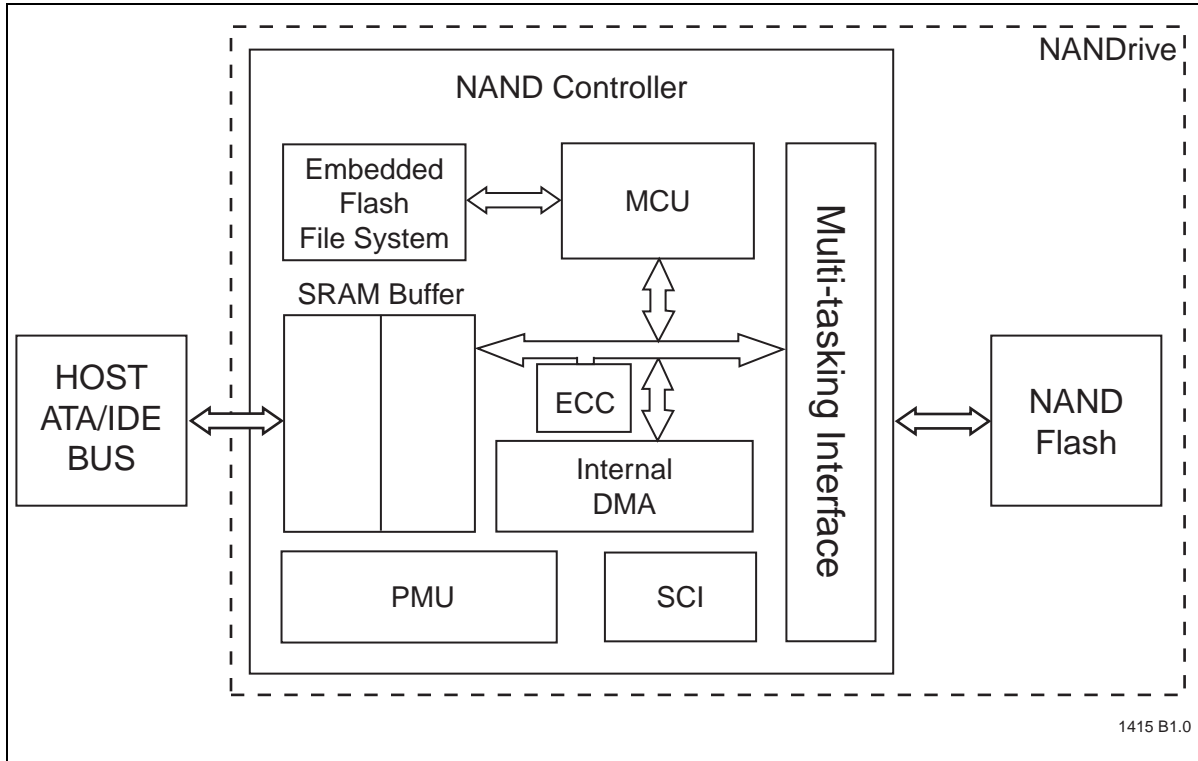 NANDrive
NAND Controller
Embedded
Flash
File System
MCU
Multi-tasking Interface
SRAM Buffer
HOST
ATA/IDE
BUS
ECC
NAND
Flash
Internal
DMA
PMU
SCI
1415 B1.0